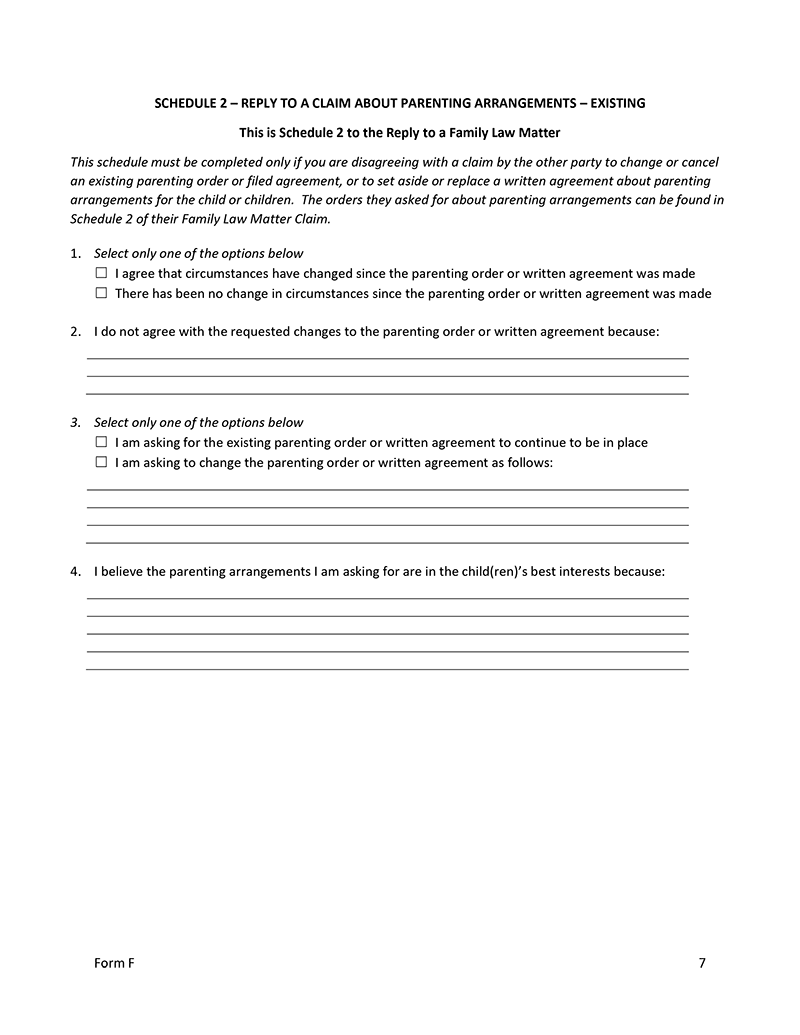 SCHEDULE 2 – REPLY TO A CLAIM ABOUT PARENTING ARRANGEMENTS – EXISTING
This is Schedule 2 to the Reply to a Family Law Matter
This schedule must be completed only if you are disagreeing with a claim by the other party to change or cancel
an existing parenting order or filed agreement, or to set aside or replace a written agreement about parenting
arrangements for the child or children.  The orders they asked for about parenting arrangements can be found in
Schedule 2 of their Family Law Matter Claim.
1. Select only one of the options below
☐ I agree that circumstances have changed since the parenting order or written agreement was made
☐ There has been no change in circumstances since the parenting order or written agreement was made
2. I do not agree with the requested changes to the parenting order or written agreement because:
3. Select only one of the options below
☐ I am asking for the existing parenting order or written agreement to continue to be in place
☐ I am asking to change the parenting order or written agreement as follows:
4. I believe the parenting arrangements I am asking for are in the child(ren)’s best interests because:
Form F 7